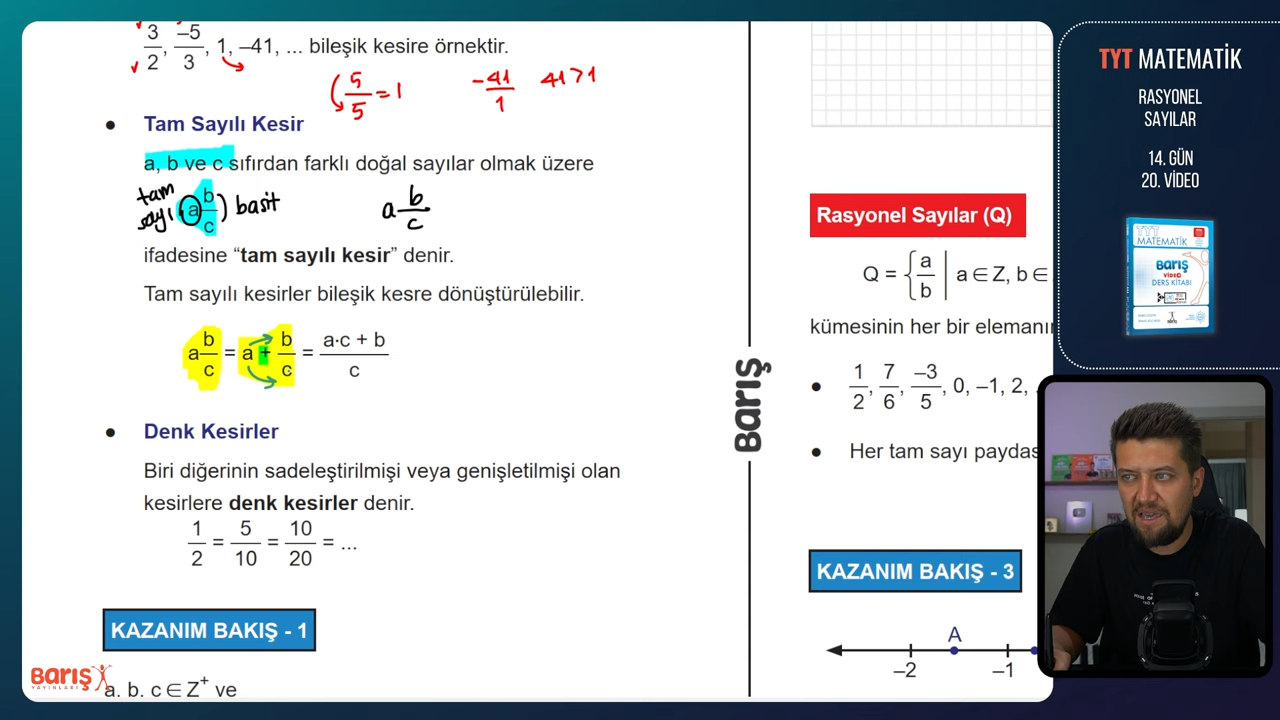 3/2, –5/3, 1, –41, ... bileşik kesire örnektir.
5/5 = 1
–41/1
41 > 1
• Tam Sayılı Kesir
a, b ve c sıfırdan farklı doğal sayılar olmak üzere
tam sayı
a b/c
basit
a b/c
ifadesine “tam sayılı kesir” denir.
Tam sayılı kesirler bileşik kesre dönüştürülebilir.
a b/c = a + b/c = a·c + b/c
• Denk Kesirler
Biri diğerinin sadeleştirilmişi veya genişletilmişi olan
kesirlere denk kesirler denir.
1/2 = 5/10 = 10/20 = ...
KAZANIM BAKIŞ - 1
a. b. c ∈ Z⁺ ve
BARIŞ
YAYINLARI
BARIŞ
Rasyonel Sayılar (Q)
Q = { a/b | a ∈ Z, b ∈
kümesinin her bir elemanı
• 1/2, 7/6, –3/5, 0, –1, 2,
• Her tam sayı paydas
KAZANIM BAKIŞ - 3
A
–2 –1
TYT MATEMATİK
RASYONEL
SAYILAR
14. GÜN
20. VİDEO
TYT
MATEMATİK
BARIŞ
VİDEO
DERS KİTABI